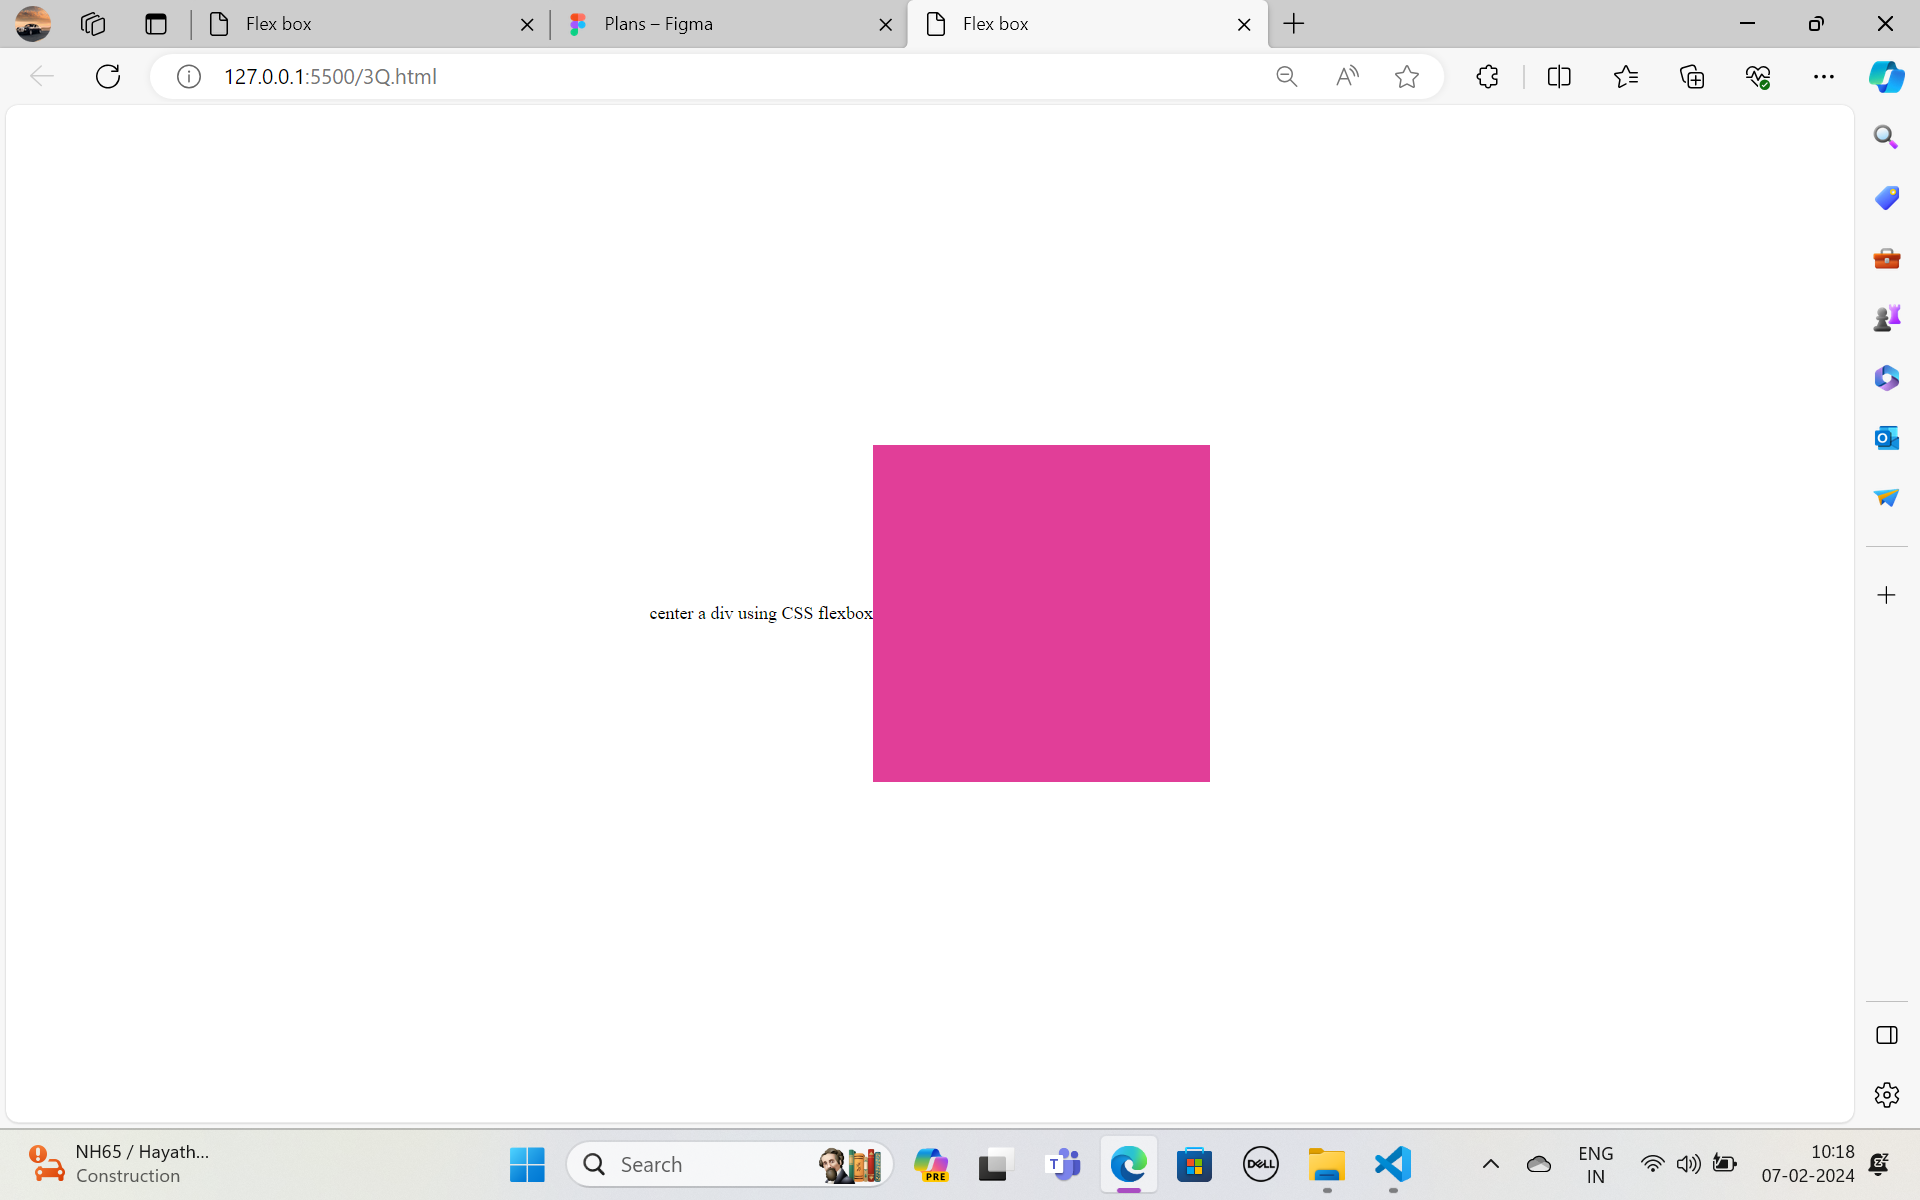 Flex box
Plans – Figma
Flex box
127.0.0.1:5500/3Q.html
center a div using CSS flexbox
NH65 / Hayath...
Construction
Search
PRE
T
DELL
ENG
IN
10:18
07-02-2024